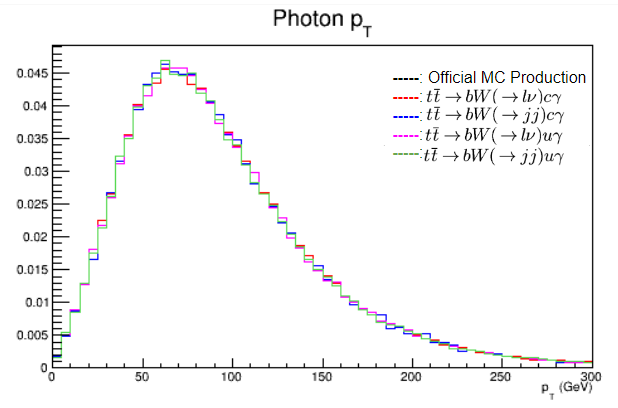 Photon p_T
0.045
0.04
0.035
0.03
0.025
0.02
0.015
0.01
0.005
0
-----: Official MC Production
-----: tt̄ → bW(→ lν)cγ
-----: tt̄ → bW(→ jj)cγ
-----: tt̄ → bW(→ lν)uγ
-----: tt̄ → bW(→ jj)uγ
0 50 100 150 200 250 300
p_T (GeV)